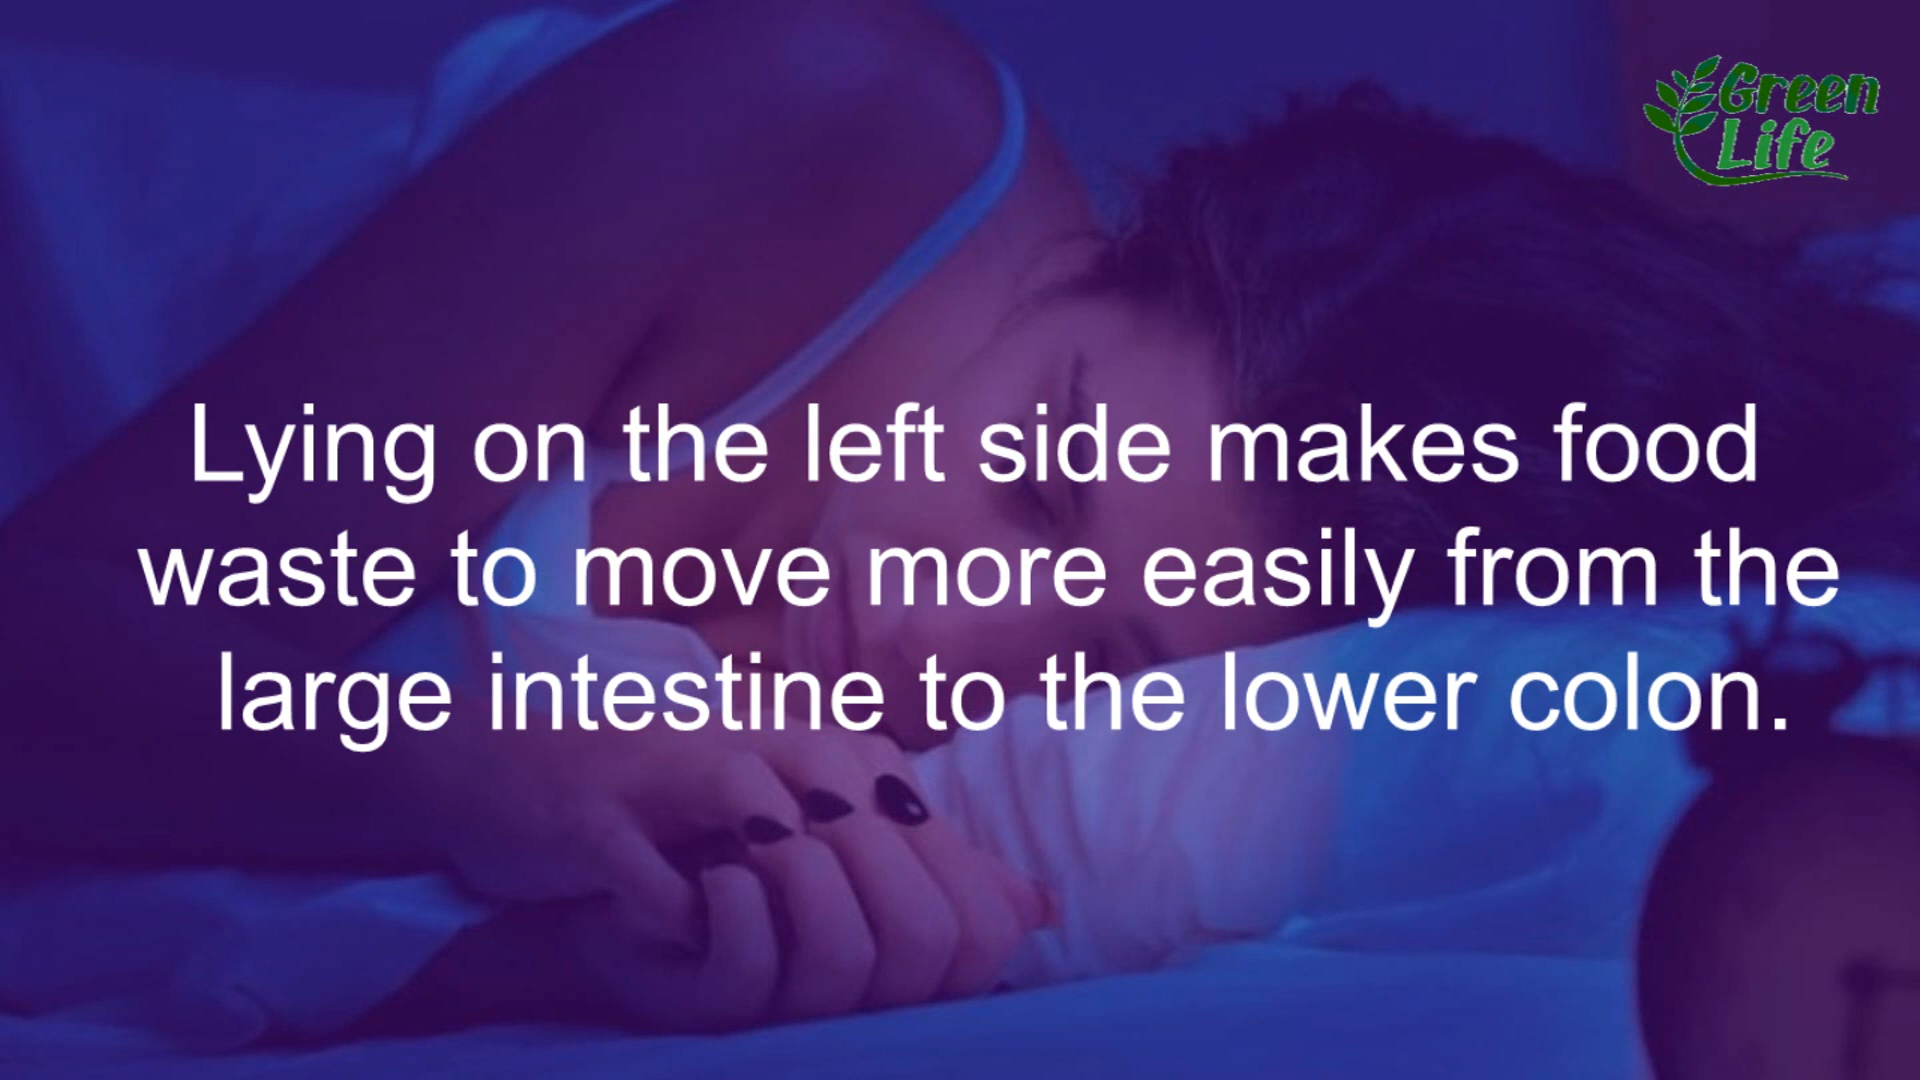 Green
Life
Lying on the left side makes food
waste to move more easily from the
large intestine to the lower colon.